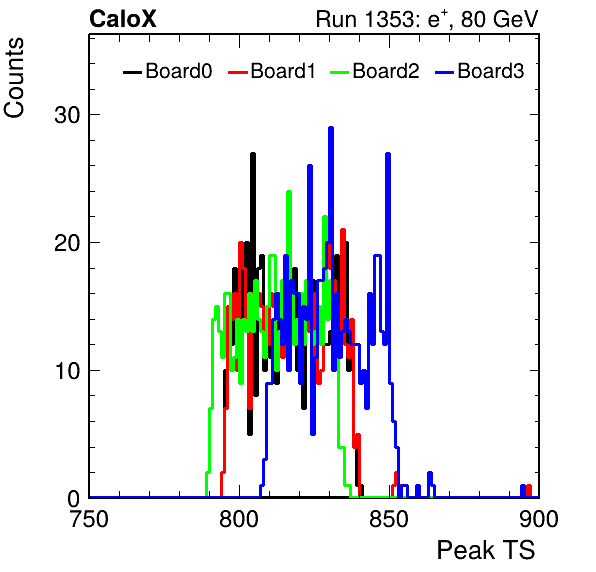 CaloX Run 1353: e⁺, 80 GeV
Counts
Board0 Board1 Board2 Board3
30
20
10
0
750 800 850 900
Peak TS